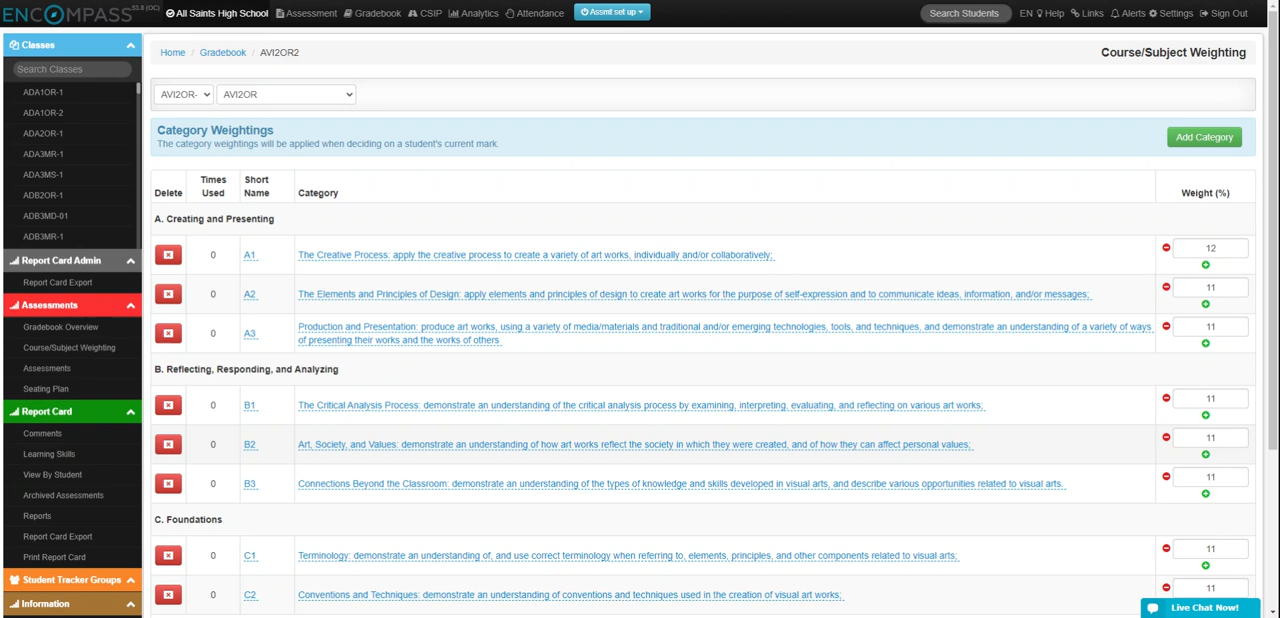 ENCOMPASS 53.8 (OC) All Saints High School Assessment Gradebook CSIP Analytics Attendance Assmt set up Search Students EN Help Links Alerts Settings Sign Out
Classes
Search Classes
ADA1OR-1
ADA1OR-2
ADA2OR-1
ADA3MR-1
ADA3MS-1
ADB2OR-1
ADB3MD-01
ADB3MR-1
Report Card Admin
Report Card Export
Assessments
Gradebook Overview
Course/Subject Weighting
Assessments
Seating Plan
Report Card
Comments
Learning Skills
View By Student
Archived Assessments
Reports
Report Card Export
Print Report Card
Student Tracker Groups
Information
Home / Gradebook / AVI2OR2 Course/Subject Weighting
AVI2OR- AVI2OR
Category Weightings
The category weightings will be applied when deciding on a student's current mark.
Add Category
Delete Times Used Short Name Category Weight (%)
A. Creating and Presenting
0 A1 The Creative Process: apply the creative process to create a variety of art works, individually and/or collaboratively; 12
0 A2 The Elements and Principles of Design: apply elements and principles of design to create art works for the purpose of self-expression and to communicate ideas, information, and/or messages; 11
0 A3 Production and Presentation: produce art works, using a variety of media/materials and traditional and/or emerging technologies, tools, and techniques, and demonstrate an understanding of a variety of ways 11
of presenting their works and the works of others
B. Reflecting, Responding, and Analyzing
0 B1 The Critical Analysis Process: demonstrate an understanding of the critical analysis process by examining, interpreting, evaluating, and reflecting on various art works; 11
0 B2 Art, Society, and Values: demonstrate an understanding of how art works reflect the society in which they were created, and of how they can affect personal values; 11
0 B3 Connections Beyond the Classroom: demonstrate an understanding of the types of knowledge and skills developed in visual arts, and describe various opportunities related to visual arts. 11
C. Foundations
0 C1 Terminology: demonstrate an understanding of, and use correct terminology when referring to, elements, principles, and other components related to visual arts; 11
0 C2 Conventions and Techniques: demonstrate an understanding of conventions and techniques used in the creation of visual art works; 11
Live Chat Now!